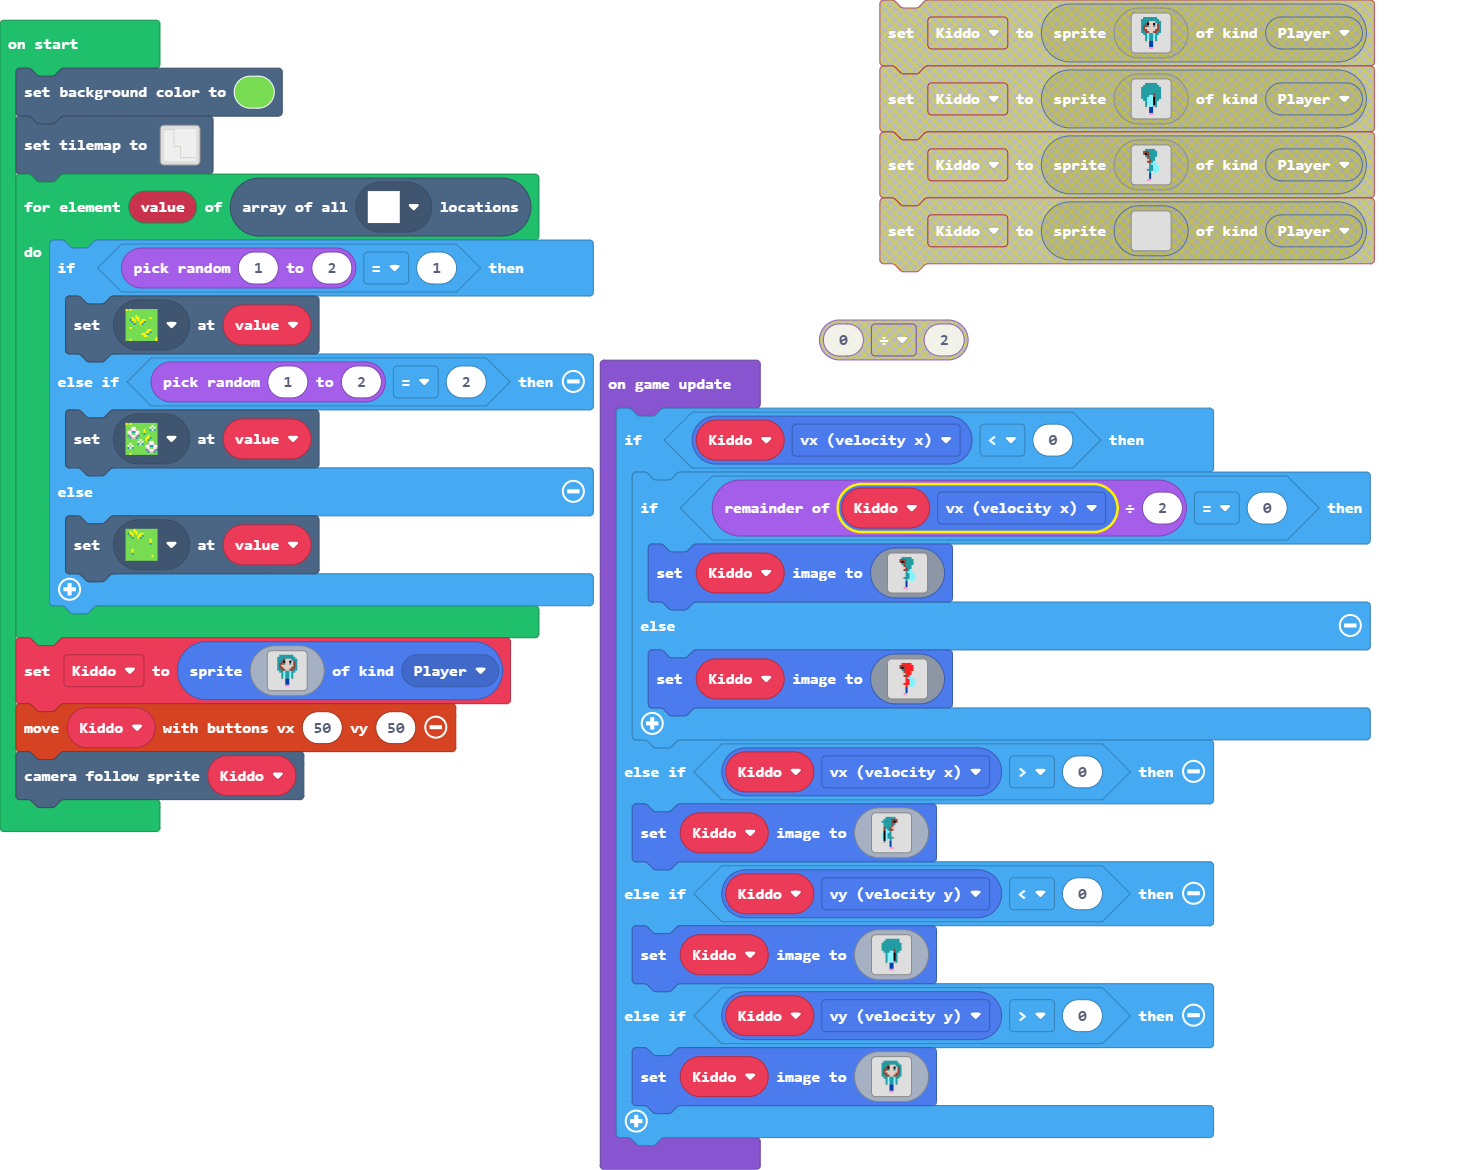 on start
set background color to
set tilemap to
for element value of array of all locations
do
if pick random 1 to 2 = 1 then
set at value
else if pick random 1 to 2 = 2 then
set at value
else
set at value
set Kiddo to sprite of kind Player
move Kiddo with buttons vx 50 vy 50
camera follow sprite Kiddo
set Kiddo to sprite of kind Player
set Kiddo to sprite of kind Player
set Kiddo to sprite of kind Player
set Kiddo to sprite of kind Player
0 ÷ 2
on game update
if Kiddo vx (velocity x) < 0 then
if remainder of Kiddo vx (velocity x) ÷ 2 = 0 then
set Kiddo image to
else
set Kiddo image to
else if Kiddo vx (velocity x) > 0 then
set Kiddo image to
else if Kiddo vy (velocity y) < 0 then
set Kiddo image to
else if Kiddo vy (velocity y) > 0 then
set Kiddo image to